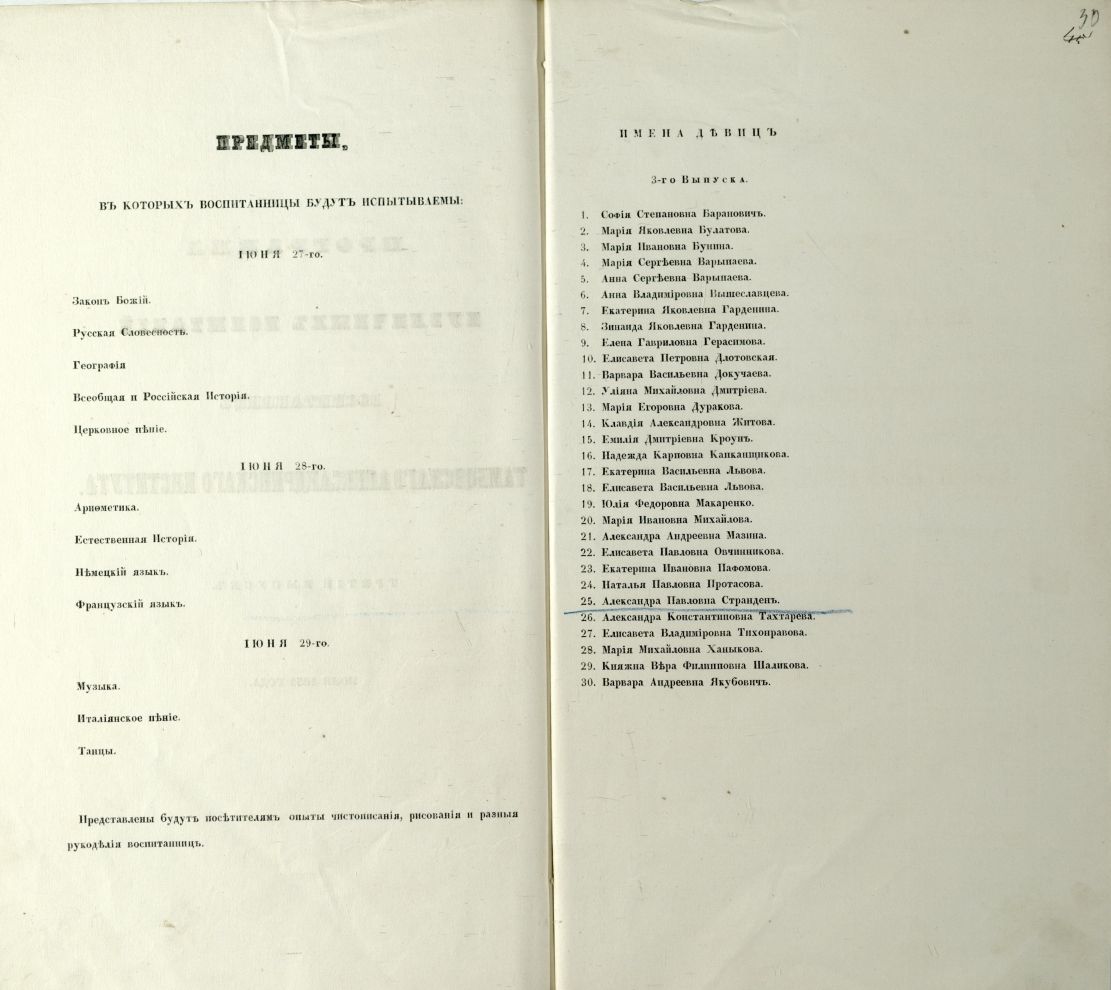 ПРЕДМЕТЫ,
ВЪ КОТОРЫХЪ ВОСПИТАННИЦЫ БУДУТЪ ИСПЫТЫВАЕМЫ:
ІЮНЯ 27-го.
Законъ Божій.
Русская Словесность.
Географія
Всеобщая и Россійская Исторія.
Церковное пѣніе.
ІЮНЯ 28-го.
Ариѳметика.
Естественная Исторія.
Нѣмецкій языкъ.
Французскій языкъ.
ІЮНЯ 29-го.
Музыка.
Италіянское пѣніе.
Танцы.
Представлены будутъ посѣтителямъ опыты чистописанія, рисованія и разныя
рукодѣлія воспитанницъ.
30
ИМЕНА ДѢВИЦЪ
3-го Выпуска.
1. Софія Степановна Барановичъ.
2. Марія Яковлевна Булатова.
3. Марія Ивановна Бунина.
4. Марія Сергѣевна Варыпаева.
5. Анна Сергѣевна Варыпаева.
6. Анна Владиміровна Вышеславцева.
7. Екатерина Яковлевна Гарденина.
8. Зинаида Яковлевна Гарденина.
9. Елена Гавриловна Герасимова.
10. Елисавета Петровна Длотовская.
11. Варвара Васильевна Докучаева.
12. Уліяна Михайловна Дмитріева.
13. Марія Егоровна Дуракова.
14. Клавдія Александровна Житова.
15. Емилія Дмитріевна Кроунъ.
16. Надежда Карповна Капканщикова.
17. Екатерина Васильевна Львова.
18. Елисавета Васильевна Львова.
19. Юлія Федоровна Макаренко.
20. Марія Ивановна Михайлова.
21. Александра Андреевна Мазина.
22. Елисавета Павловна Овчинникова.
23. Екатерина Ивановна Пафомова.
24. Наталья Павловна Протасова.
25. Александра Павловна Странденъ.
26. Александра Константиновна Тахтарева.
27. Елисавета Владиміровна Тихонравова.
28. Марія Михайловна Ханыкова.
29. Княжна Вѣра Филипповна Шаликова.
30. Варвара Андреевна Якубовичъ.